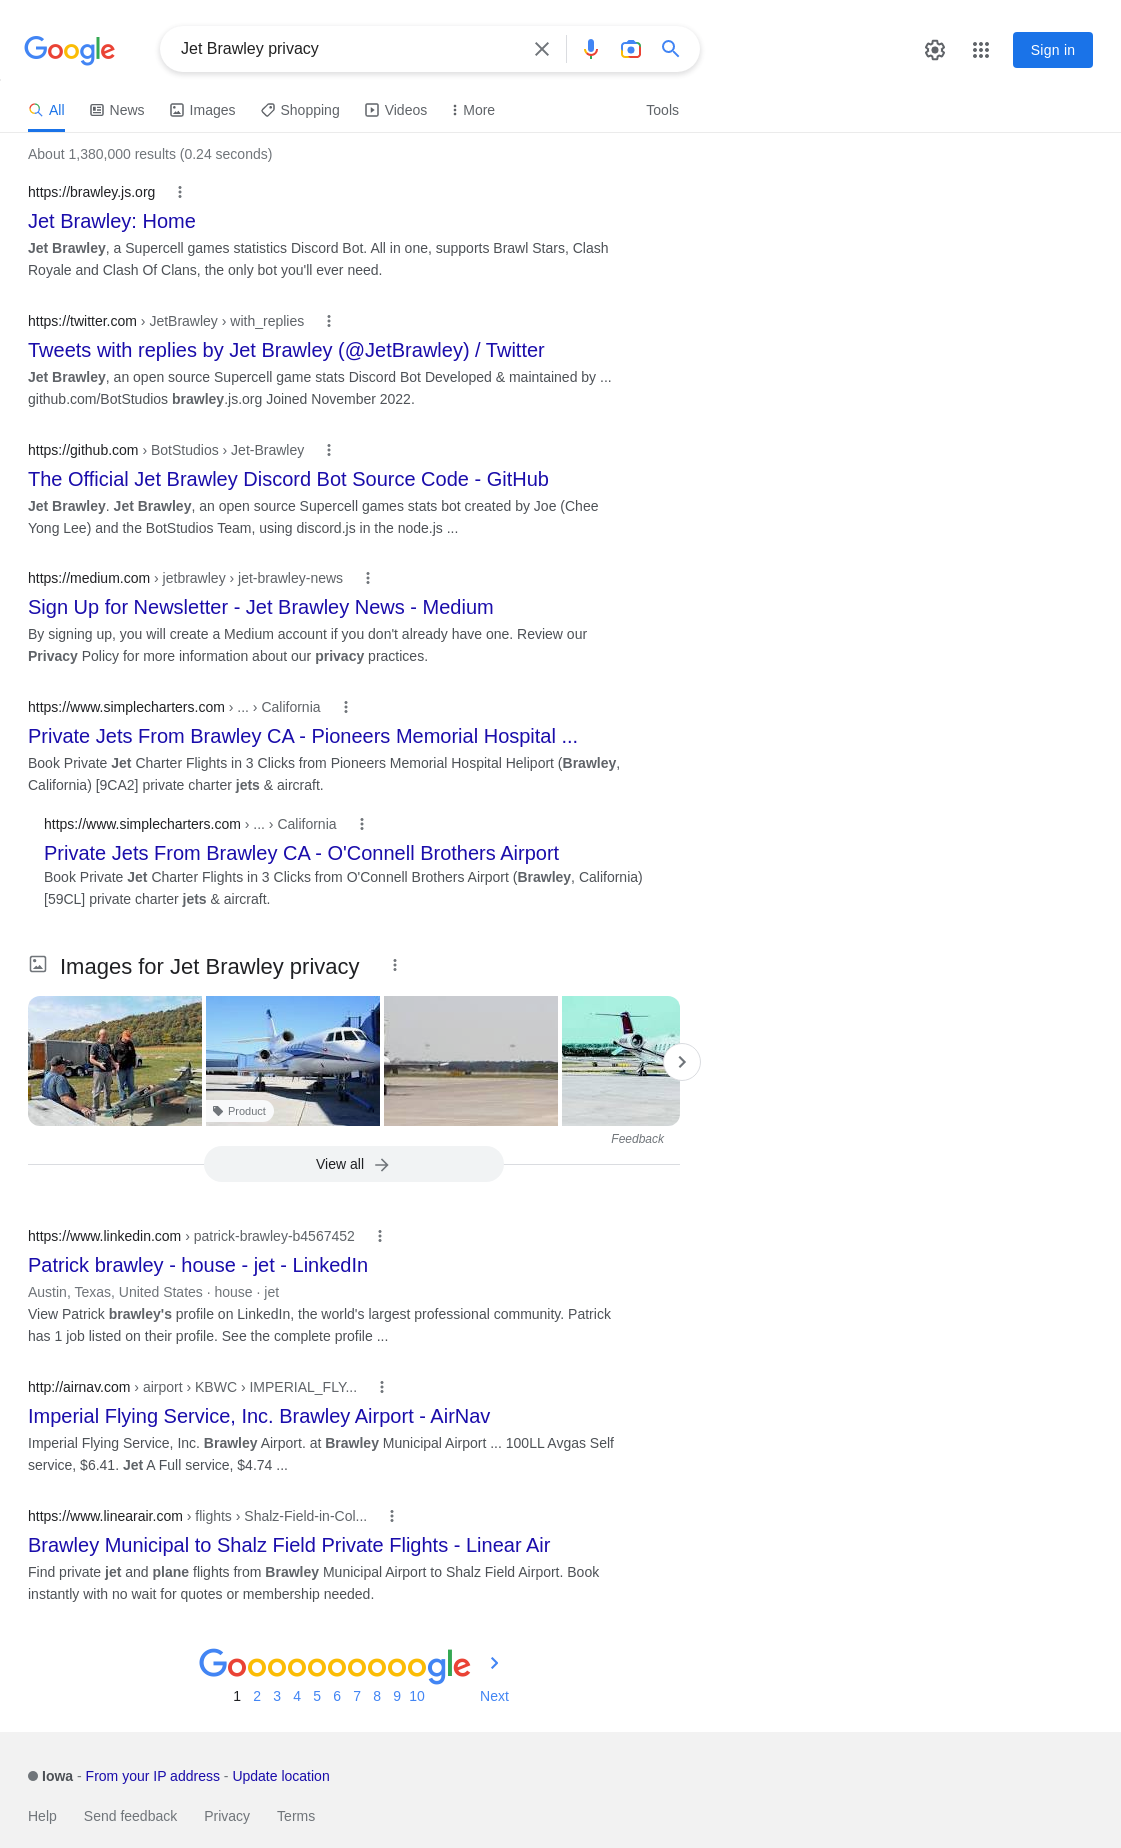 Google
Jet Brawley privacy
Sign in
All
News
Images
Shopping
Videos
More
Tools
About 1,380,000 results (0.24 seconds)
https://brawley.js.org
Jet Brawley: Home
Jet Brawley, a Supercell games statistics Discord Bot. All in one, supports Brawl Stars, Clash
Royale and Clash Of Clans, the only bot you'll ever need.
https://twitter.com › JetBrawley › with_replies
Tweets with replies by Jet Brawley (@JetBrawley) / Twitter
Jet Brawley, an open source Supercell game stats Discord Bot Developed & maintained by ...
github.com/BotStudios brawley.js.org Joined November 2022.
https://github.com › BotStudios › Jet-Brawley
The Official Jet Brawley Discord Bot Source Code - GitHub
Jet Brawley. Jet Brawley, an open source Supercell games stats bot created by Joe (Chee
Yong Lee) and the BotStudios Team, using discord.js in the node.js ...
https://medium.com › jetbrawley › jet-brawley-news
Sign Up for Newsletter - Jet Brawley News - Medium
By signing up, you will create a Medium account if you don't already have one. Review our
Privacy Policy for more information about our privacy practices.
https://www.simplecharters.com › ... › California
Private Jets From Brawley CA - Pioneers Memorial Hospital ...
Book Private Jet Charter Flights in 3 Clicks from Pioneers Memorial Hospital Heliport (Brawley,
California) [9CA2] private charter jets & aircraft.
https://www.simplecharters.com › ... › California
Private Jets From Brawley CA - O'Connell Brothers Airport
Book Private Jet Charter Flights in 3 Clicks from O'Connell Brothers Airport (Brawley, California)
[59CL] private charter jets & aircraft.
Images for Jet Brawley privacy
Product
Feedback
View all
https://www.linkedin.com › patrick-brawley-b4567452
Patrick brawley - house - jet - LinkedIn
Austin, Texas, United States · house · jet
View Patrick brawley's profile on LinkedIn, the world's largest professional community. Patrick
has 1 job listed on their profile. See the complete profile ...
http://airnav.com › airport › KBWC › IMPERIAL_FLY...
Imperial Flying Service, Inc. Brawley Airport - AirNav
Imperial Flying Service, Inc. Brawley Airport. at Brawley Municipal Airport ... 100LL Avgas Self
service, $6.41. Jet A Full service, $4.74 ...
https://www.linearair.com › flights › Shalz-Field-in-Col...
Brawley Municipal to Shalz Field Private Flights - Linear Air
Find private jet and plane flights from Brawley Municipal Airport to Shalz Field Airport. Book
instantly with no wait for quotes or membership needed.
Goooooooooogle
1 2 3 4 5 6 7 8 9 10 Next
Iowa - From your IP address - Update location
Help Send feedback Privacy Terms